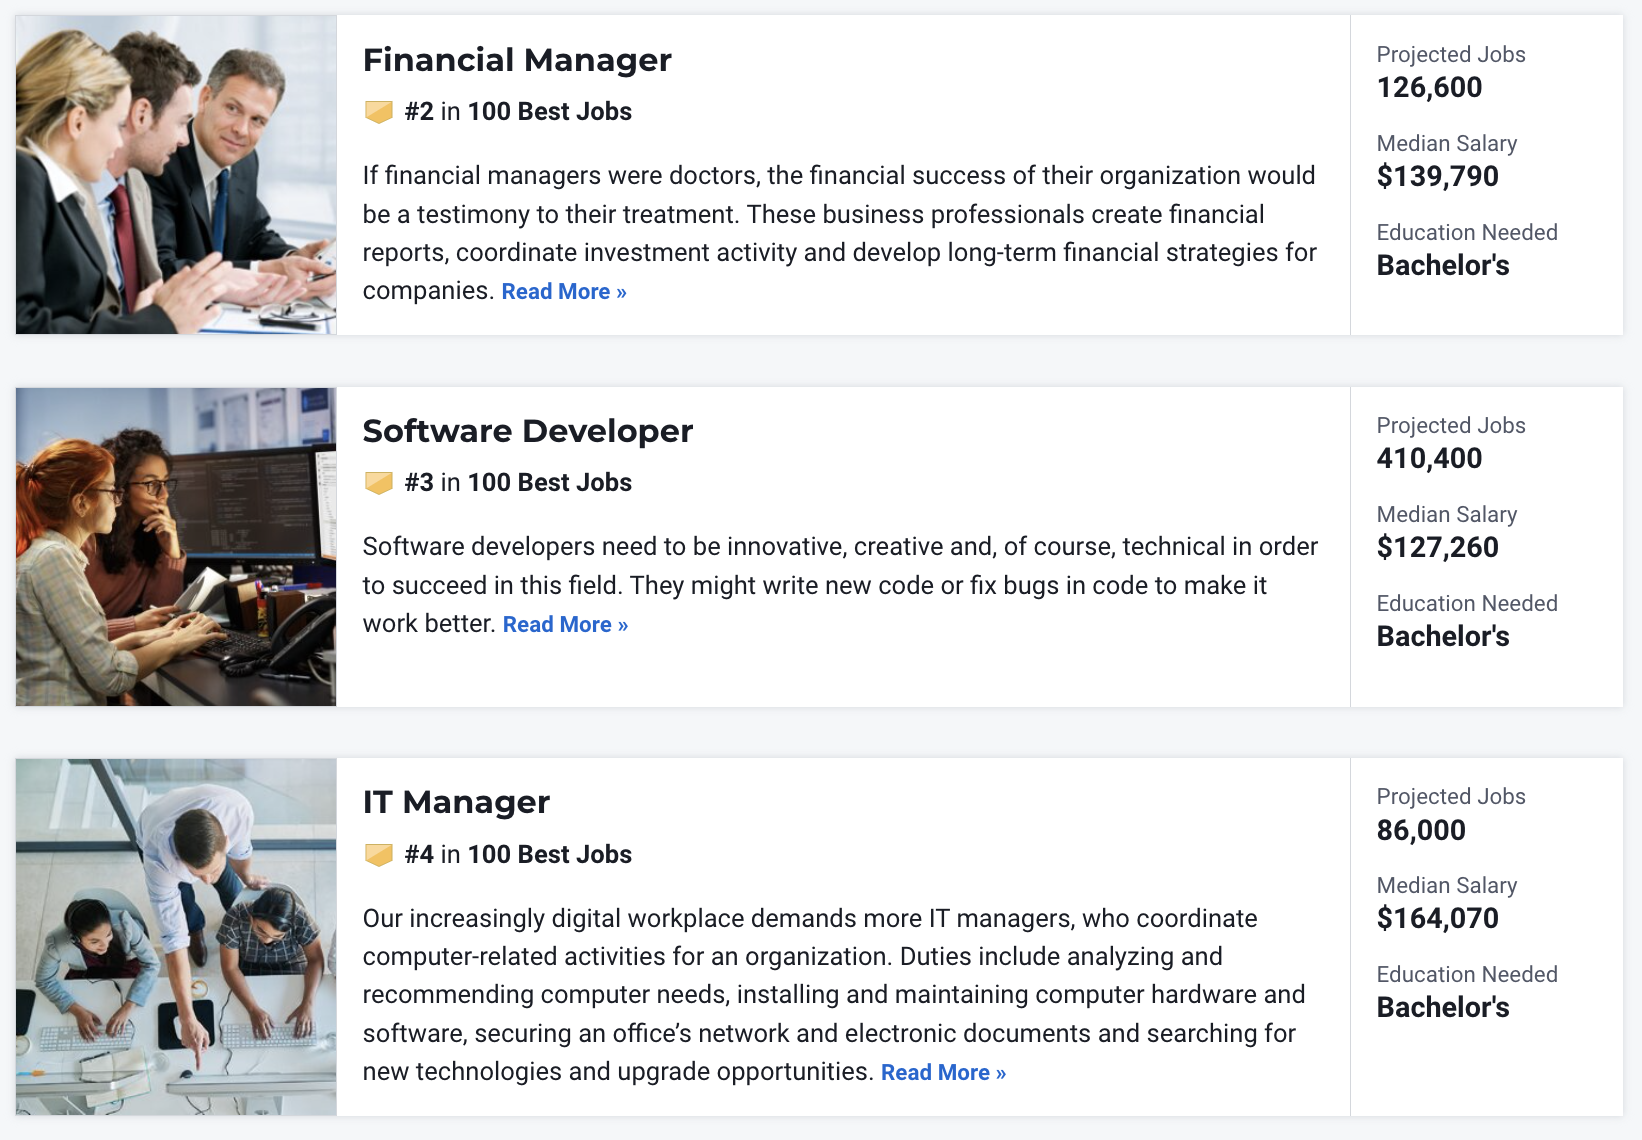 Financial Manager
#2 in 100 Best Jobs
If financial managers were doctors, the financial success of their organization would
be a testimony to their treatment. These business professionals create financial
reports, coordinate investment activity and develop long-term financial strategies for
companies. Read More »
Projected Jobs
126,600
Median Salary
$139,790
Education Needed
Bachelor's
Software Developer
#3 in 100 Best Jobs
Software developers need to be innovative, creative and, of course, technical in order
to succeed in this field. They might write new code or fix bugs in code to make it
work better. Read More »
Projected Jobs
410,400
Median Salary
$127,260
Education Needed
Bachelor's
IT Manager
#4 in 100 Best Jobs
Our increasingly digital workplace demands more IT managers, who coordinate
computer-related activities for an organization. Duties include analyzing and
recommending computer needs, installing and maintaining computer hardware and
software, securing an office’s network and electronic documents and searching for
new technologies and upgrade opportunities. Read More »
Projected Jobs
86,000
Median Salary
$164,070
Education Needed
Bachelor's